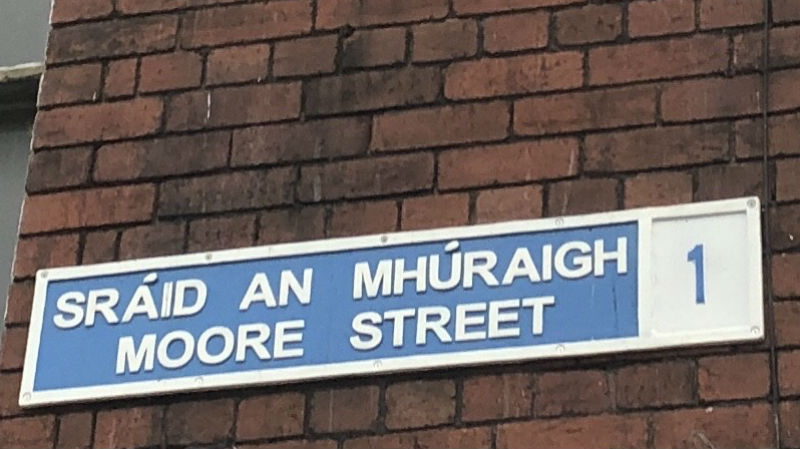 SRÁID AN MHÚRAIGH
MOORE STREET
1